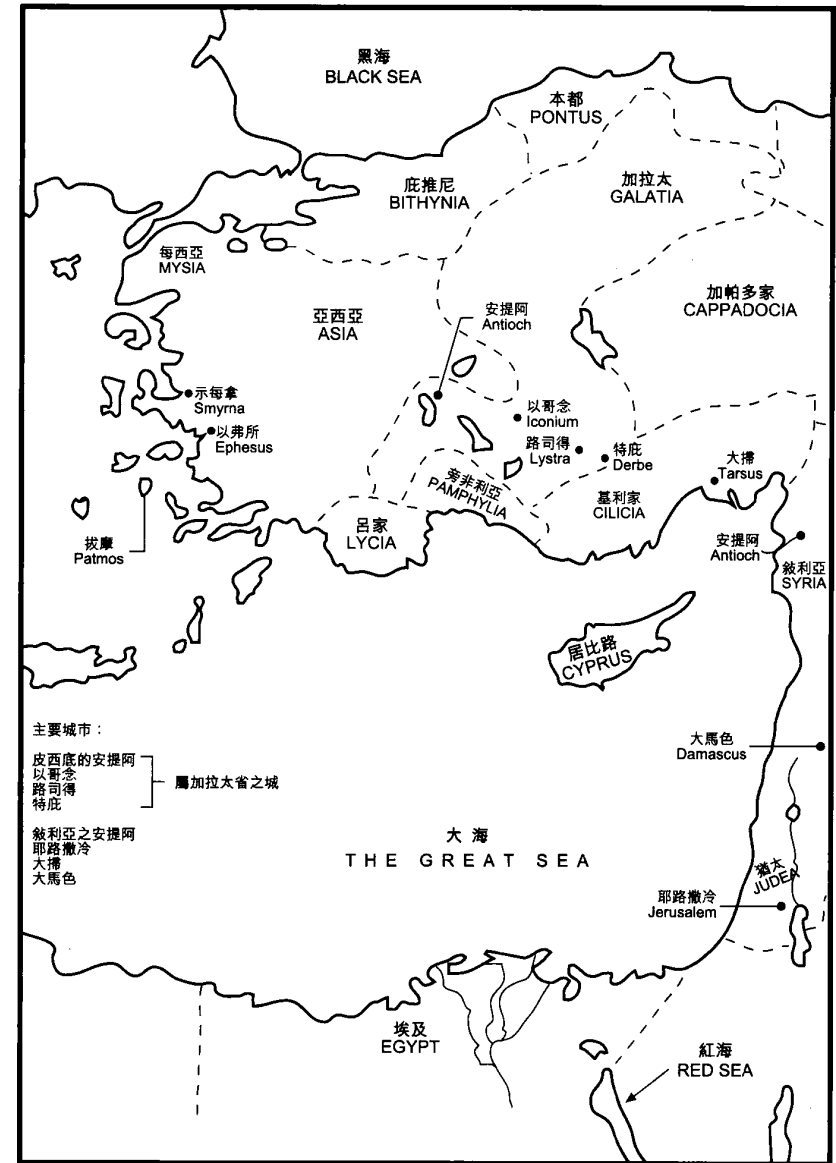 黑海
BLACK SEA
本都
PONTUS
庇推尼
BITHYNIA
加拉太
GALATIA
每西亞
MYSIA
加帕多家
CAPPADOCIA
亞西亞
ASIA
安提阿
Antioch
示每拿
Smyrna
以哥念
Iconium
以弗所
Ephesus
路司得
Lystra
特庇
Derbe
大掃
Tarsus
旁非利亞
PAMPHYLIA
基利家
CILICIA
呂家
LYCIA
拔摩
Patmos
安提阿
Antioch
敍利亞
SYRIA
居比路
CYPRUS
主要城市：
皮西底的安提阿
以哥念
路司得
特庇
屬加拉太省之城
敍利亞之安提阿
耶路撒冷
大掃
大馬色
大馬色
Damascus
大海
THE GREAT SEA
猶太
JUDEA
耶路撒冷
Jerusalem
埃及
EGYPT
紅海
RED SEA